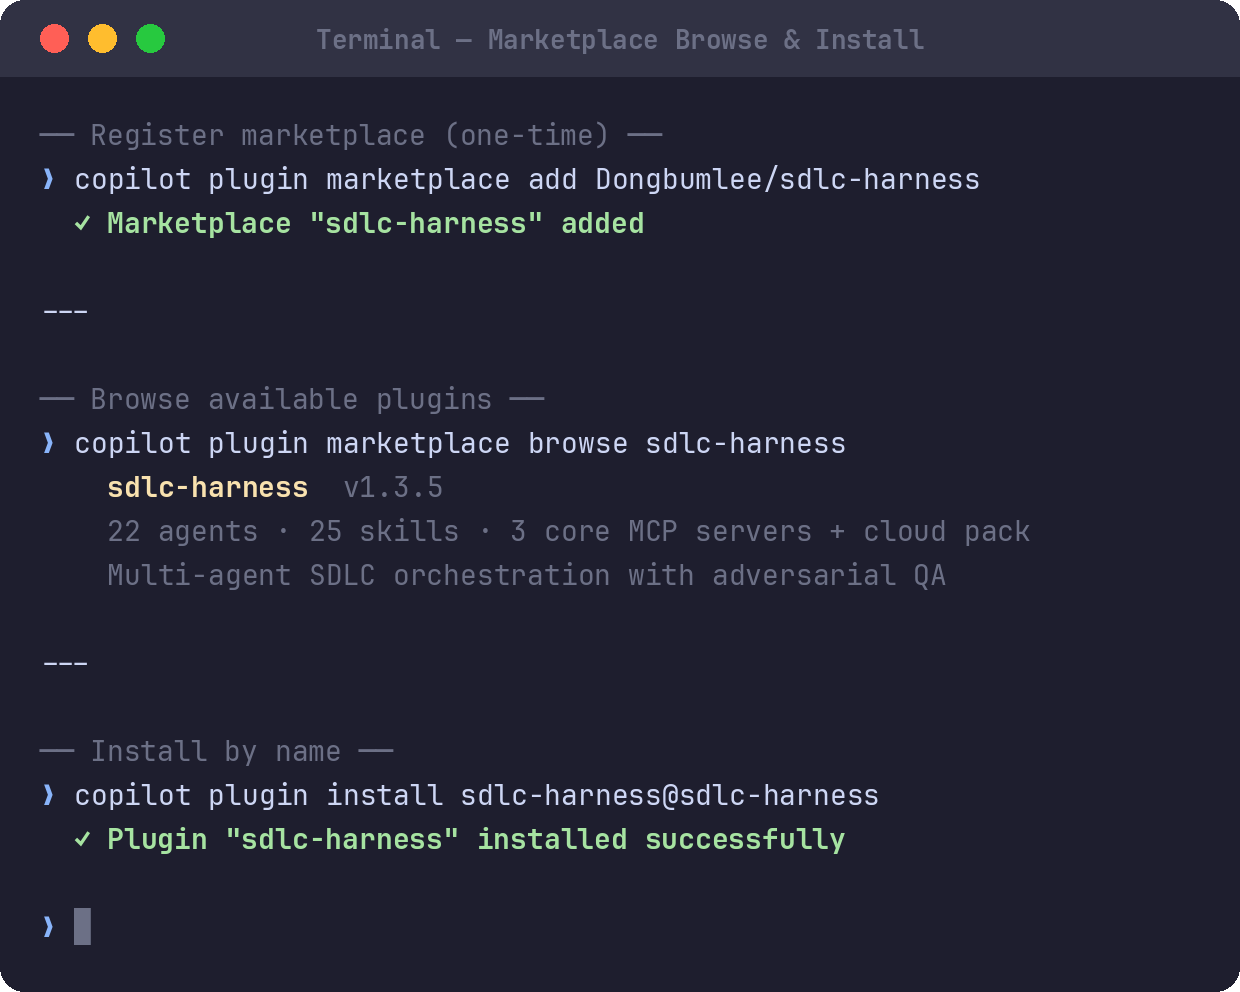 Terminal — Marketplace Browse & Install
── Register marketplace (one-time) ──
❯ copilot plugin marketplace add Dongbumlee/sdlc-harness
✓ Marketplace "sdlc-harness" added
---
── Browse available plugins ──
❯ copilot plugin marketplace browse sdlc-harness
sdlc-harness v1.3.5
22 agents · 25 skills · 3 core MCP servers + cloud pack
Multi-agent SDLC orchestration with adversarial QA
---
── Install by name ──
❯ copilot plugin install sdlc-harness@sdlc-harness
✓ Plugin "sdlc-harness" installed successfully
❯